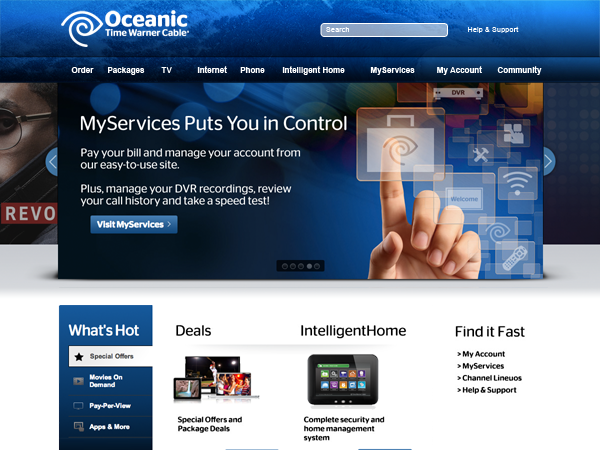 Oceanic
Time Warner Cable®
Search
Help & Support
Order Packages TV Internet Phone Intelligent Home MyServices My Account Community
DVR
MyServices Puts You in Control
Pay your bill and manage your account from
our easy-to-use site.
Plus, manage your DVR recordings, review
your call history and take a speed test!
Welcome
REVO
Visit MyServices >
What's Hot
Special Offers
Movies On
Demand
Pay-Per-View
Apps & More
Deals
Special Offers and
Package Deals
IntelligentHome
Complete security and
home management
system
Find it Fast
> My Account
> MyServices
> Channel Lineuos
> Help & Support